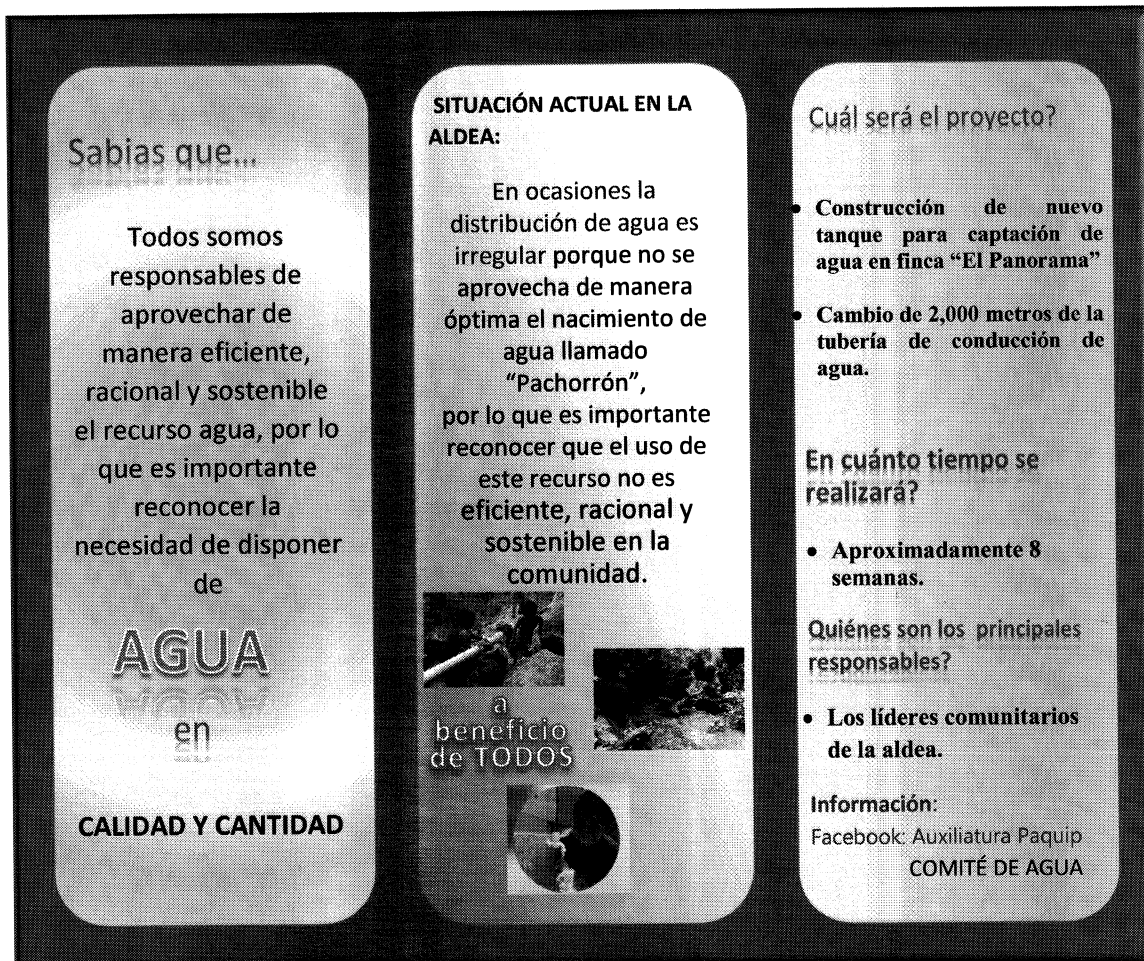 Sabias que...
Todos somos
responsables de
aprovechar de
manera eficiente,
racional y sostenible
el recurso agua, por lo
que es importante
reconocer la
necesidad de disponer
de
AGUA
en
CALIDAD Y CANTIDAD
SITUACIÓN ACTUAL EN LA
ALDEA:
En ocasiones la
distribución de agua es
irregular porque no se
aprovecha de manera
óptima el nacimiento de
agua llamado
“Pachorrón”,
por lo que es importante
reconocer que el uso de
este recurso no es
eficiente, racional y
sostenible en la
comunidad.
a
beneficio
de TODOS
Cuál será el proyecto?
• Construcción de nuevo
tanque para captación de
agua en finca “El Panorama”
• Cambio de 2,000 metros de la
tubería de conducción de
agua.
En cuánto tiempo se
realizará?
• Aproximadamente 8
semanas.
Quiénes son los principales
responsables?
• Los líderes comunitarios
de la aldea.
Información:
Facebook: Auxiliatura Paquip
COMITÉ DE AGUA